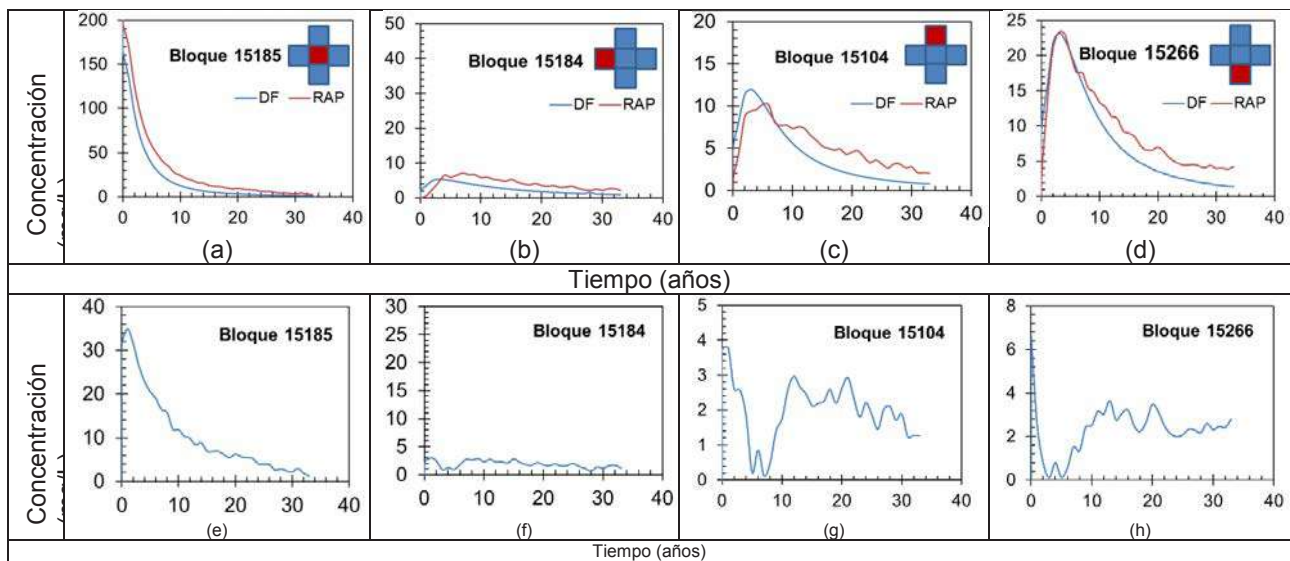 Concentración
200
150
100
50
0
0 10 20 30 40
Bloque 15185
DF RAP
(a)
50
40
30
20
10
0
0 10 20 30 40
Bloque 15184
DF RAP
(b)
20
15
10
5
0
0 10 20 30 40
Bloque 15104
DF RAP
(c)
25
20
15
10
5
0
0 10 20 30 40
Bloque 15266
DF RAP
(d)
Tiempo (años)
Concentración
40
30
20
10
0
0 10 20 30 40
Bloque 15185
(e)
30
25
20
15
10
5
0
0 10 20 30 40
Bloque 15184
(f)
5
4
3
2
1
0
0 10 20 30 40
Bloque 15104
(g)
8
6
4
2
0
0 10 20 30 40
Bloque 15266
(h)
Tiempo (años)